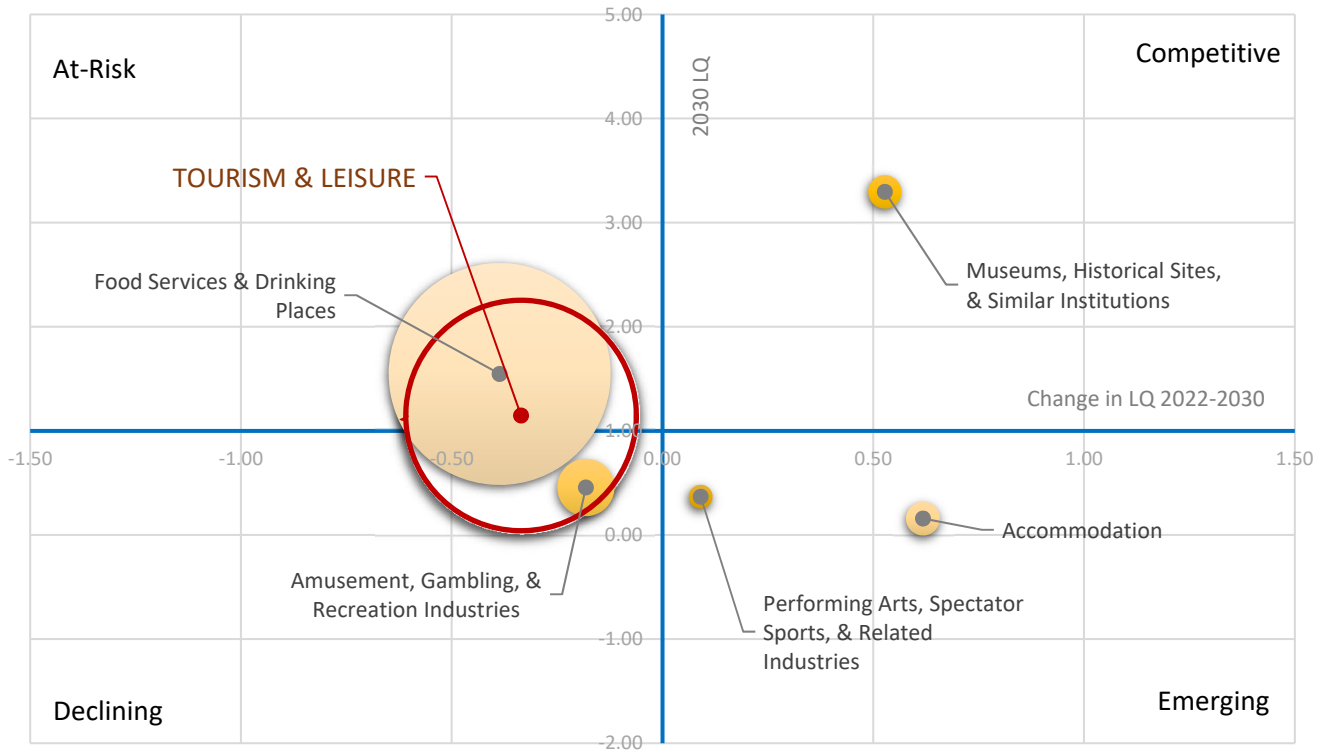 5.00
At-Risk
Competitive
2030 LQ
4.00
TOURISM & LEISURE
3.00
Food Services & Drinking
Places
Museums, Historical Sites,
& Similar Institutions
2.00
Change in LQ 2022-2030
1.00
-1.50
-1.00
-0.50
0.00
0.50
1.00
1.50
0.00
Accommodation
Amusement, Gambling, &
Recreation Industries
Performing Arts, Spectator
Sports, & Related
Industries
-1.00
Declining
Emerging
-2.00